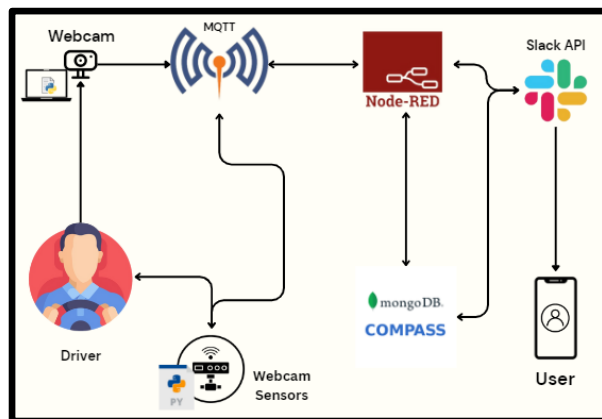 Webcam
MQTT
Slack API
Node-RED
mongoDB.
COMPASS
Driver
PY
Webcam
Sensors
User